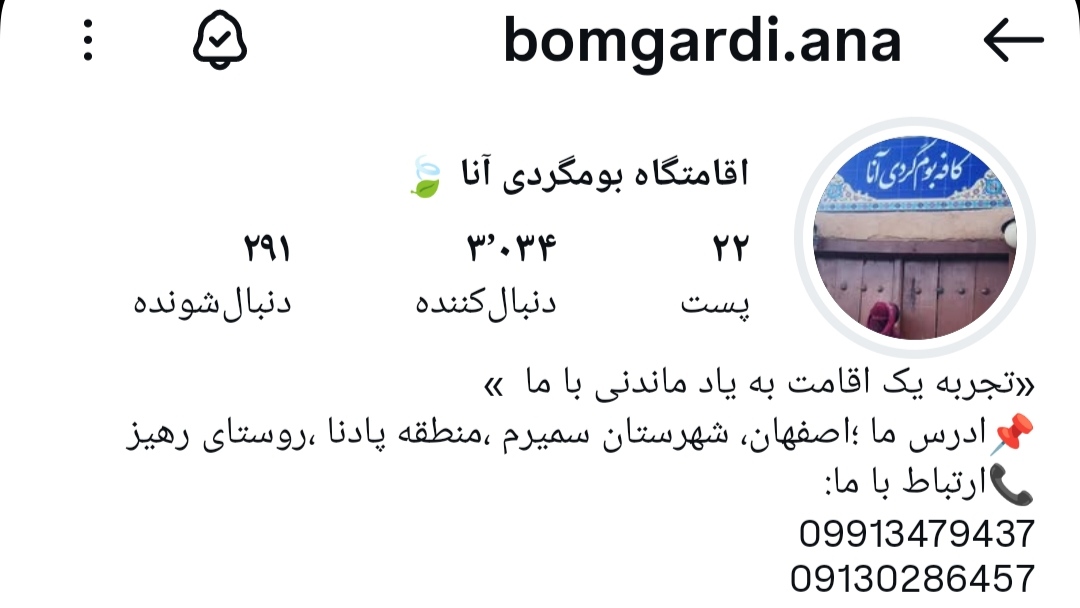 bomgardi.ana
کافه بوم گردی آنا
اقامتگاه بومگردی آنا 🍃
۲۲ ۳٬۰۳۴ ۲۹۱
پست دنبال‌کننده دنبال‌شونده
«تجربه یک اقامت به یاد ماندنی با ما »
📌ادرس ما ؛اصفهان، شهرستان سمیرم ،منطقه پادنا ،روستای رهیز
📞ارتباط با ما:
09913479437
09130286457